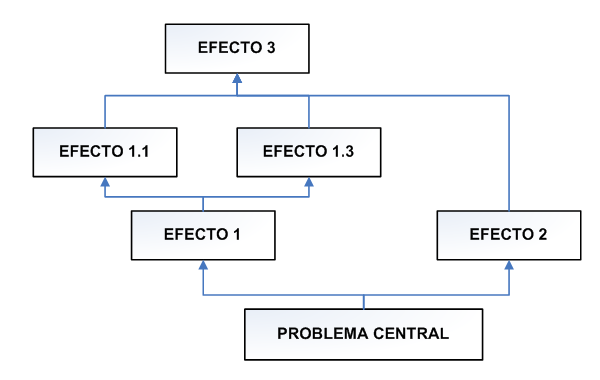 EFECTO 3
EFECTO 1.1
EFECTO 1.3
EFECTO 1
EFECTO 2
PROBLEMA CENTRAL